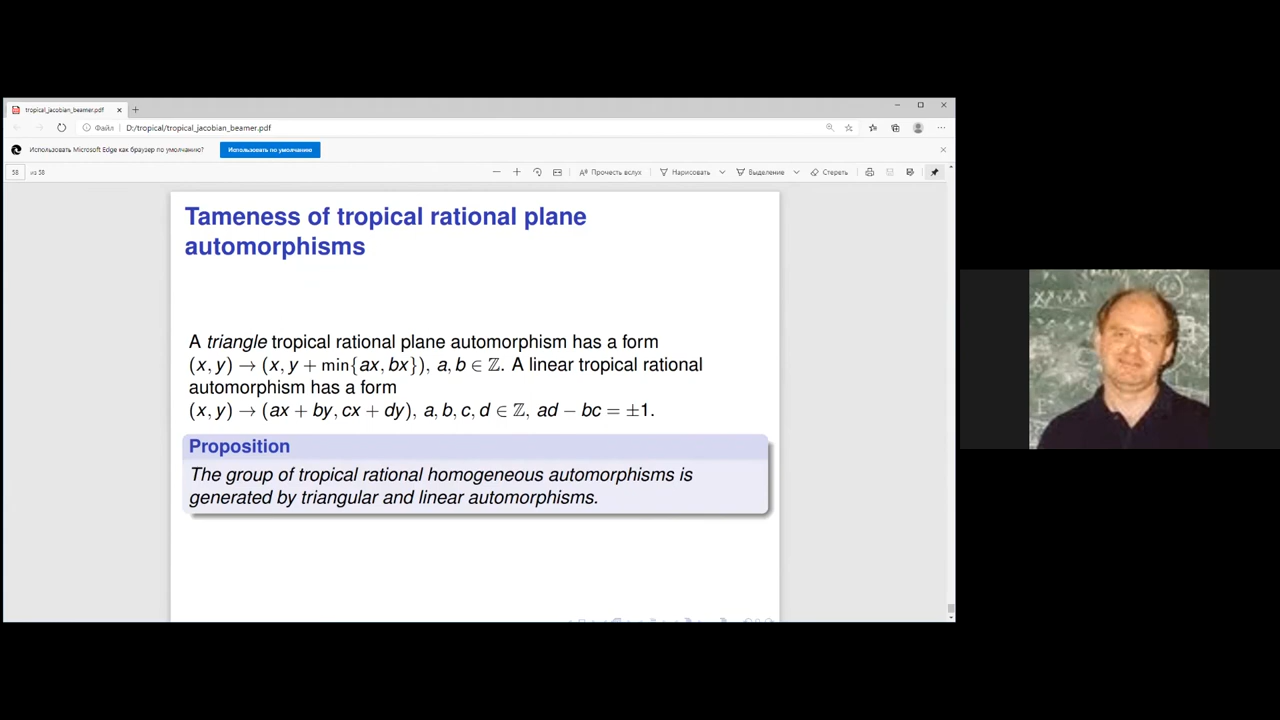 tropical_jacobian_beamer.pdf
Файл D:/tropical/tropical_jacobian_beamer.pdf
Использовать Microsoft Edge как браузер по умолчанию? Использовать по умолчанию
58 из 58 Прочесть вслух Нарисовать Выделение Стереть
Tameness of tropical rational plane
automorphisms
A triangle tropical rational plane automorphism has a form
(x, y) → (x, y + min{ax, bx}), a, b ∈ ℤ. A linear tropical rational
automorphism has a form
(x, y) → (ax + by, cx + dy), a, b, c, d ∈ ℤ, ad − bc = ±1.
Proposition
The group of tropical rational homogeneous automorphisms is
generated by triangular and linear automorphisms.